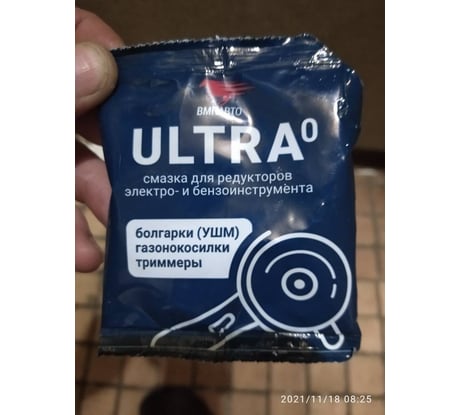 ВМПАВТО
ULTRA⁰
смазка для редукторов
электро- и бензоинструмента
болгарки (УШМ)
газонокосилки
триммеры
2021/11/18 08:25